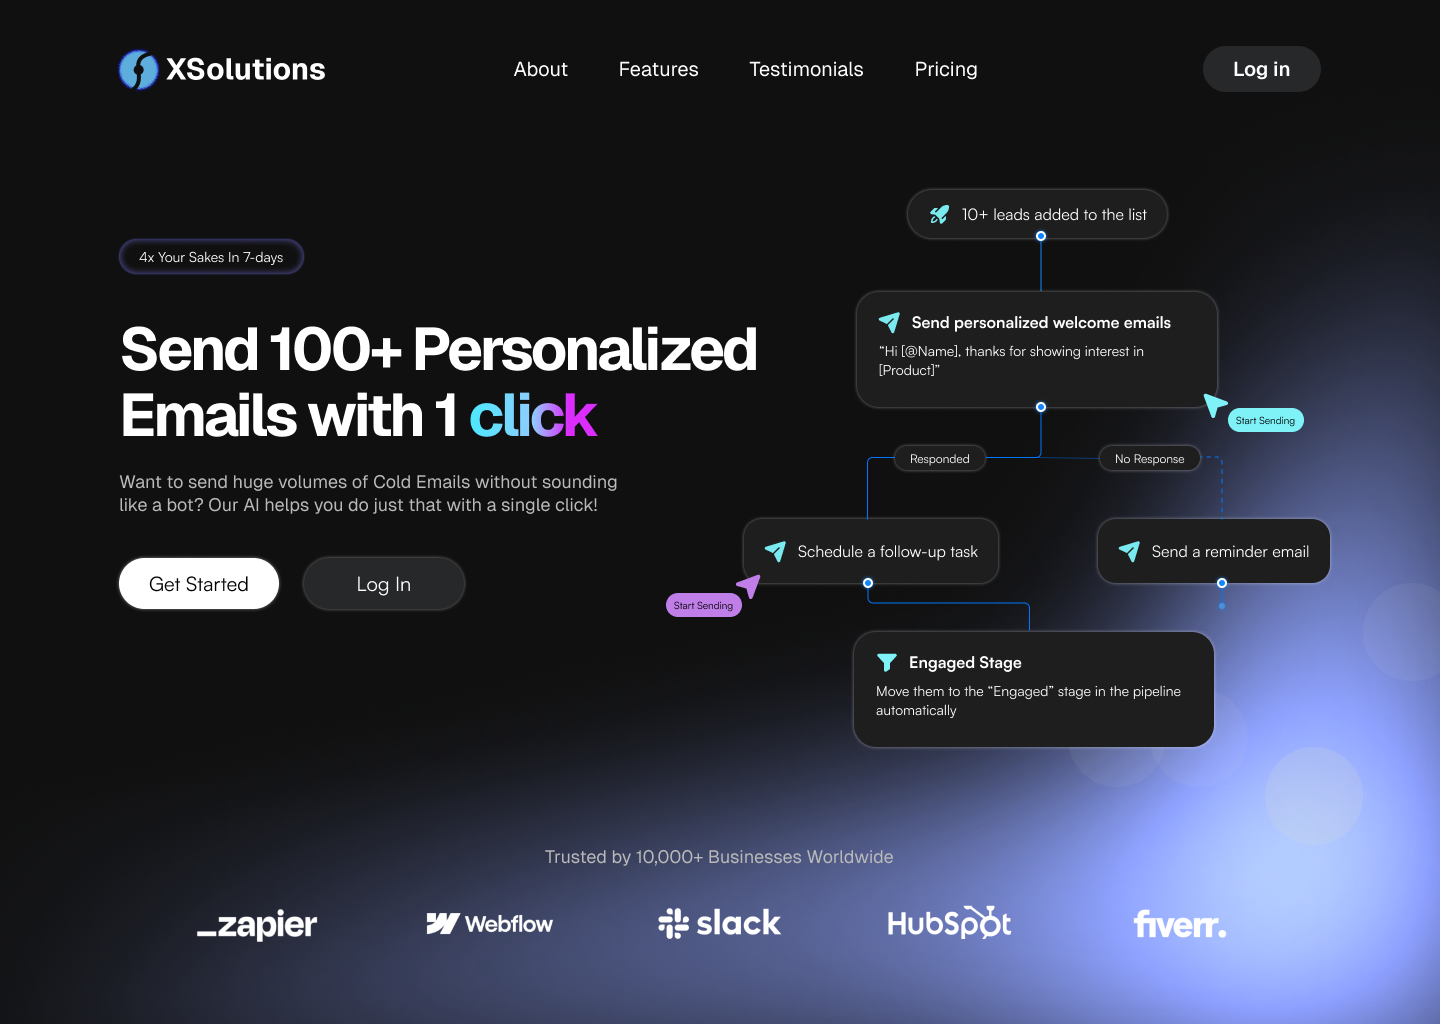 XSolutions
About
Features
Testimonials
Pricing
Log in
4x Your Sakes In 7-days
Send 100+ Personalized
Emails with 1 click
Want to send huge volumes of Cold Emails without sounding
like a bot? Our AI helps you do just that with a single click!
Get Started
Log In
10+ leads added to the list
Send personalized welcome emails
“Hi [@Name], thanks for showing interest in
[Product]”
Start Sending
Responded
No Response
Schedule a follow-up task
Send a reminder email
Start Sending
Engaged Stage
Move them to the “Engaged” stage in the pipeline
automatically
Trusted by 10,000+ Businesses Worldwide
_zapier
Webflow
slack
HubSpot
fiverr.